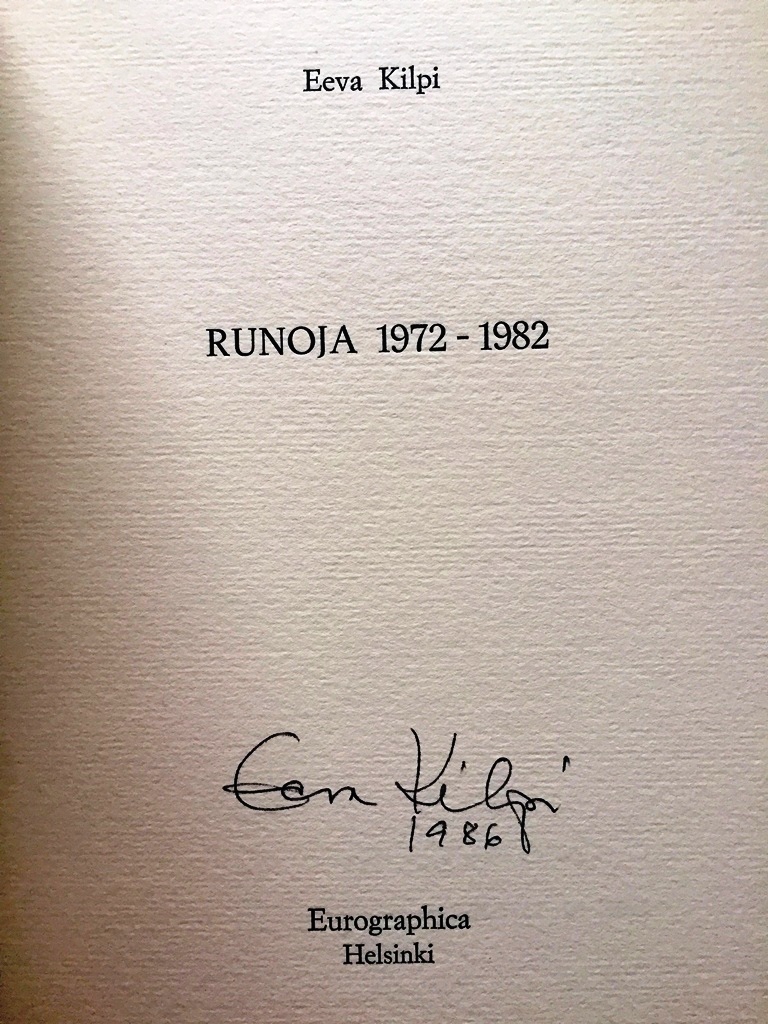 Eeva Kilpi
RUNOJA 1972 - 1982
Eeva Kilpi
1986
Eurographica
Helsinki